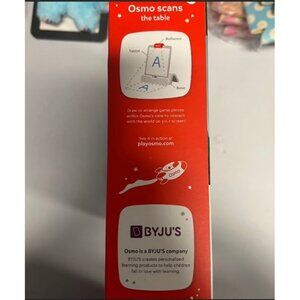 Osmo scans
the table
Reflector
Tablet
A
A
Base
Draw or arrange game pieces
within Osmo's view to interact
with the world on your screen!
See it in action at
playosmo.com
Osmo
BYJU'S
Osmo is a BYJU'S company
BYJU'S creates personalized
learning products to help children
fall in love with learning.